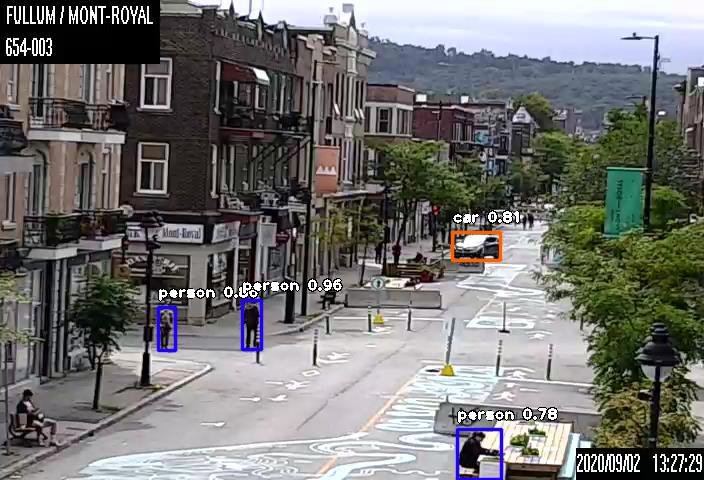 FULLUM / MONT-ROYAL
654-003
car 0.81
person 0.96
person
Mont-Royal
person 0.78
2020/09/02 13:27:29